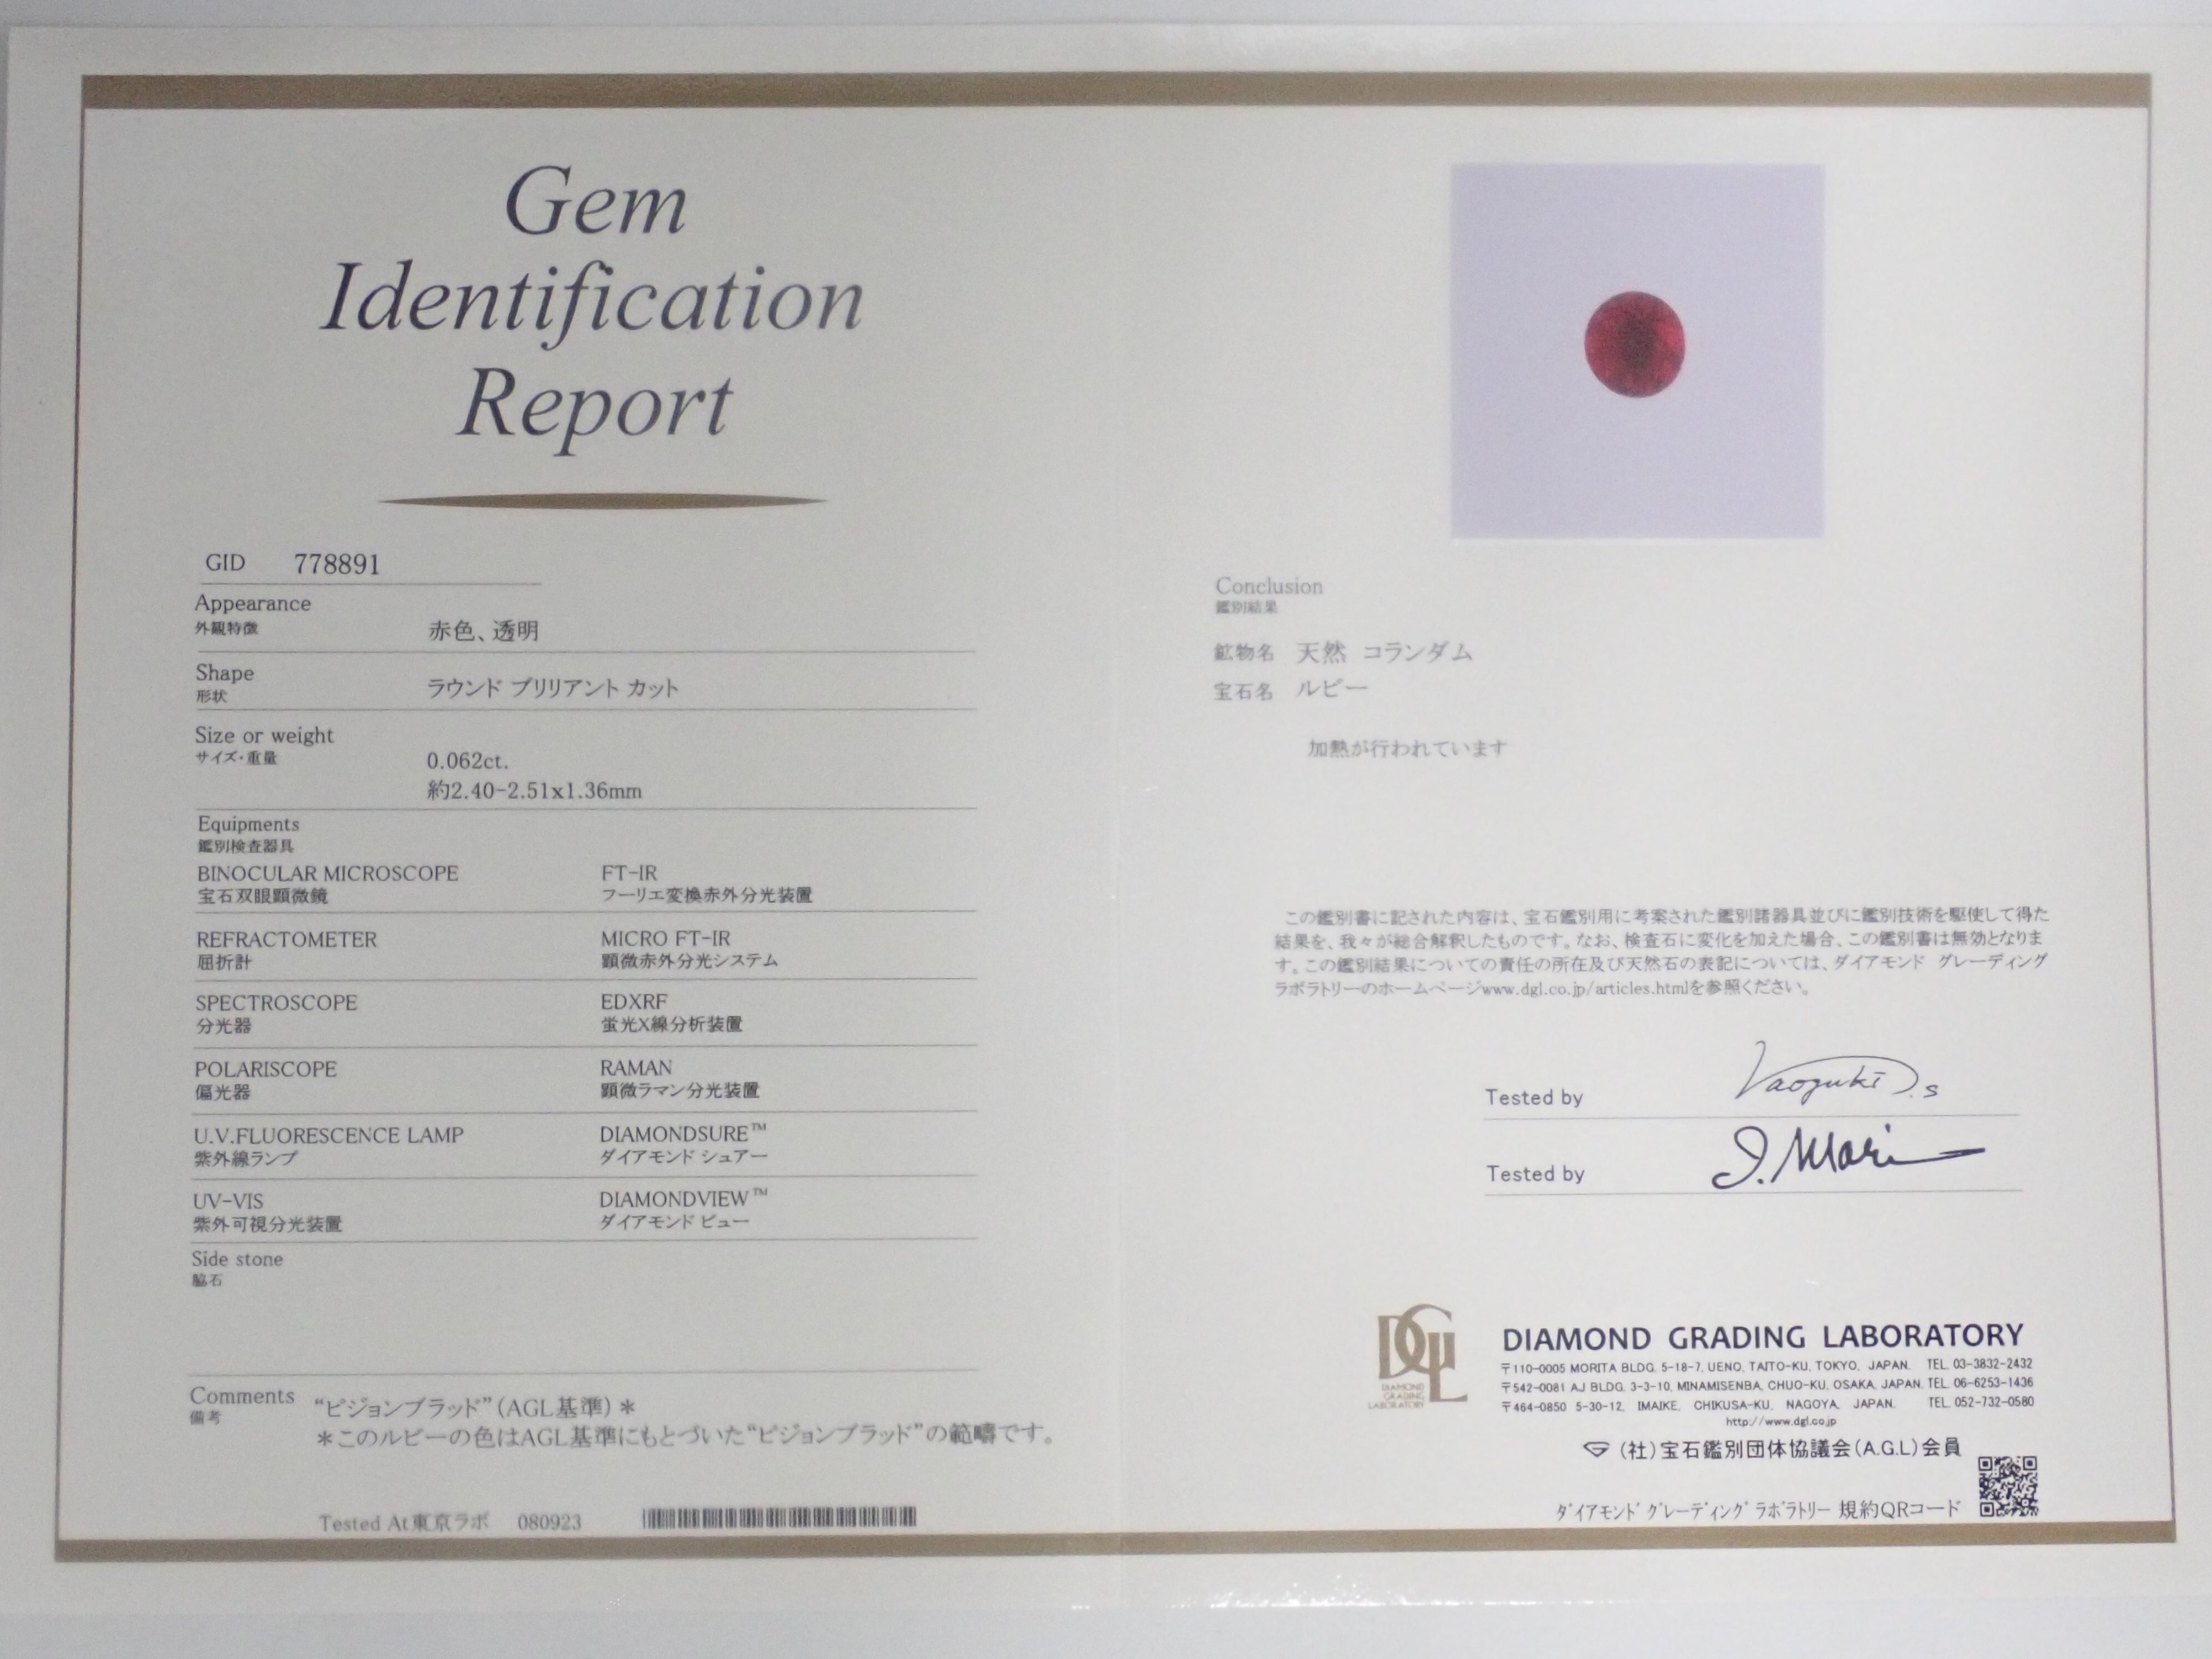 Gem
Identification
Report
GID 778891
Appearance
外観特徴 赤色、透明
Shape
形状 ラウンド ブリリアント カット
Size or weight
サイズ・重量 0.062ct.
約2.40-2.51x1.36mm
Equipments
鑑別検査器具
BINOCULAR MICROSCOPE FT-IR
宝石双眼顕微鏡 フーリエ変換赤外分光装置
REFRACTOMETER MICRO FT-IR
屈折計 顕微赤外分光システム
SPECTROSCOPE EDXRF
分光器 蛍光X線分析装置
POLARISCOPE RAMAN
偏光器 顕微ラマン分光装置
U.V.FLUORESCENCE LAMP DIAMONDSURE™
紫外線ランプ ダイアモンド シュアー
UV-VIS DIAMONDVIEW™
紫外可視分光装置 ダイアモンド ビュー
Side stone
脇石
Comments
備考
“ピジョンブラッド”(AGL基準)＊
＊このルビーの色はAGL基準にもとづいた“ピジョンブラッド”の範疇です。
Tested At東京ラボ 080923
Conclusion
鑑別結果
鉱物名 天然 コランダム
宝石名 ルビー
加熱が行われています
この鑑別書に記された内容は、宝石鑑別用に考案された鑑別諸器具並びに鑑別技術を駆使して得た
結果を、我々が総合解釈したものです。なお、検査石に変化を加えた場合、この鑑別書は無効となりま
す。この鑑別結果についての責任の所在及び天然石の表記については、ダイアモンド グレーディング
ラボラトリーのホームページwww.dgl.co.jp/articles.htmlを参照ください。
Tested by
Tested by J. Mori
DGL
DIAMOND
GRADING
LABORATORY
DIAMOND GRADING LABORATORY
〒110-0005 MORITA BLDG. 5-18-7, UENO, TAITO-KU, TOKYO, JAPAN. TEL. 03-3832-2432
〒542-0081 AJ BLDG. 3-3-10, MINAMISENBA, CHUO-KU, OSAKA, JAPAN. TEL. 06-6253-1436
〒464-0850 5-30-12, IMAIKE, CHIKUSA-KU, NAGOYA, JAPAN. TEL. 052-732-0580
http://www.dgl.co.jp
(社)宝石鑑別団体協議会(A.G.L)会員
ﾀﾞｲｱﾓﾝﾄﾞ ｸﾞﾚｰﾃﾞｨﾝｸﾞ ﾗﾎﾞﾗﾄﾘｰ 規約QRコード